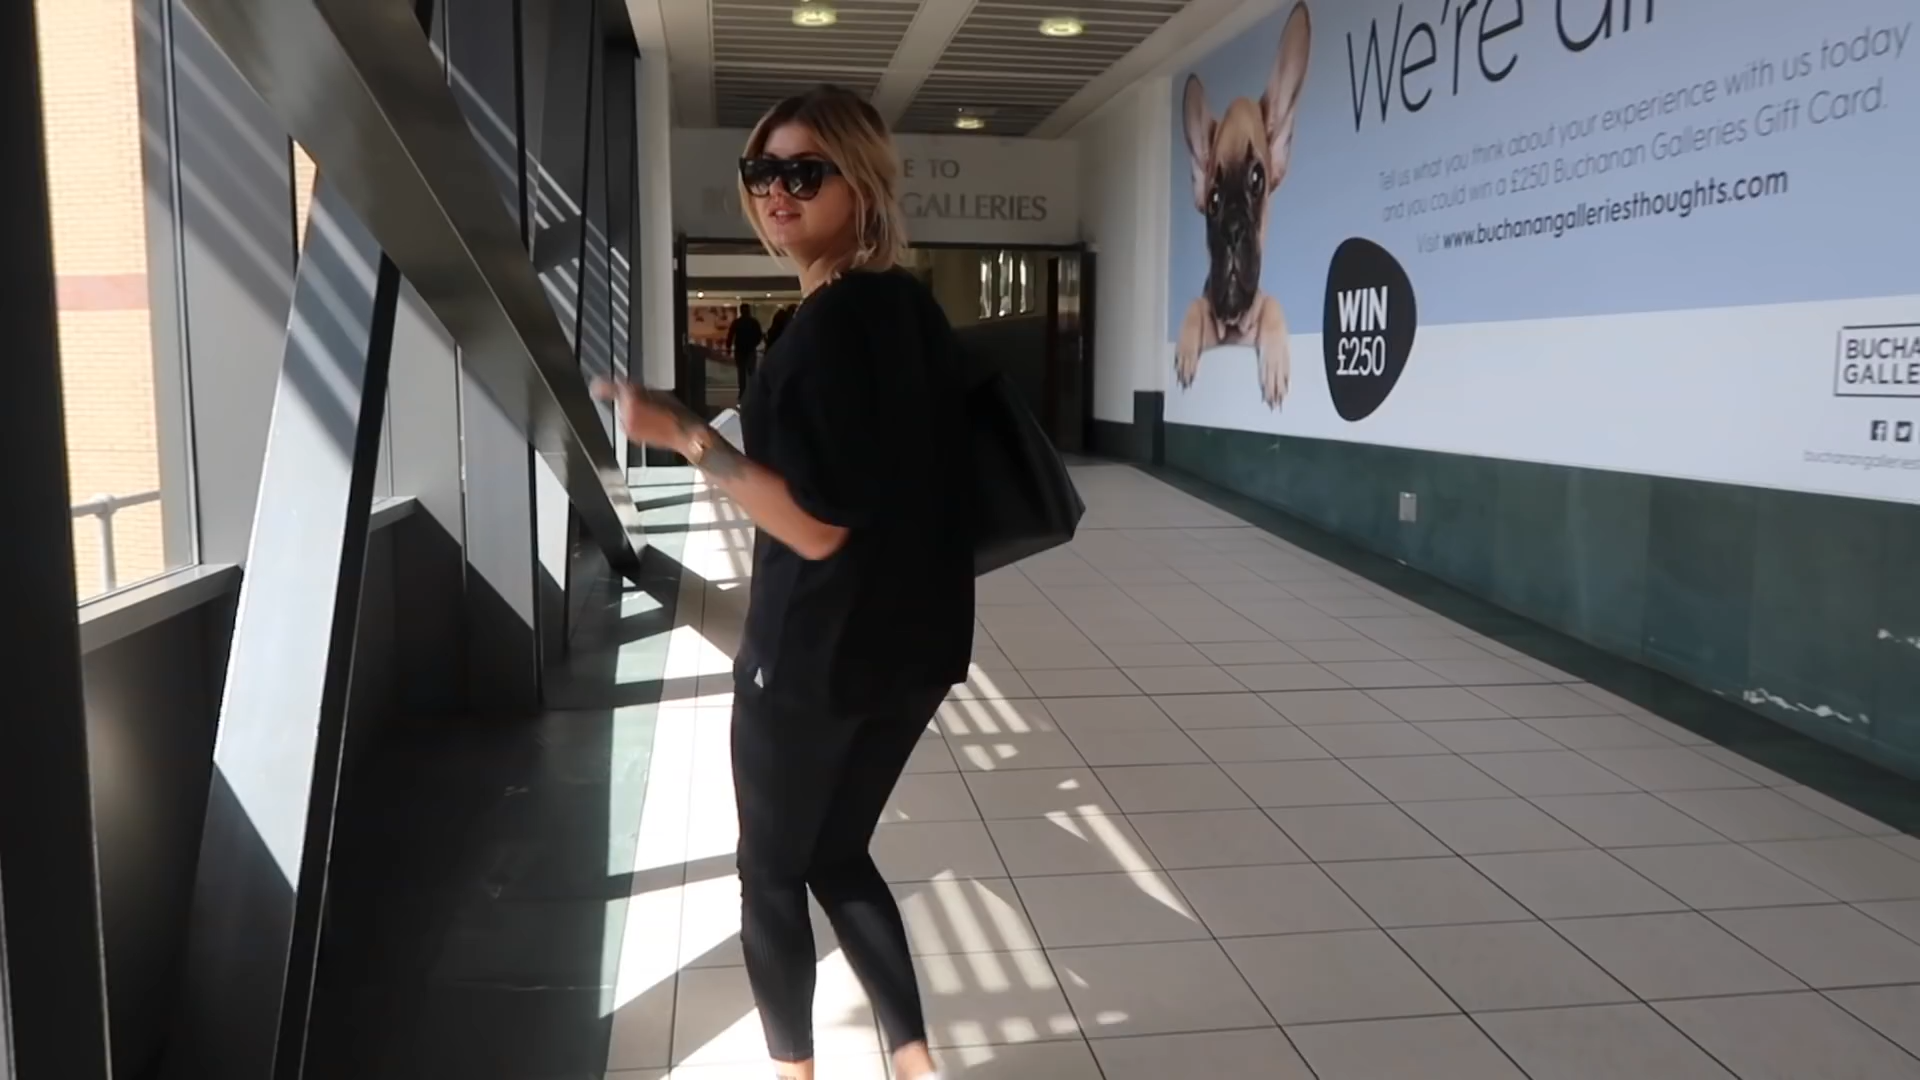 E TO
GALLERIES
We're
Tell us what you think about your experience with us today
and you could win a £250 Buchanan Galleries Gift Card.
Visit www.buchanangalleriesthoughts.com
WIN
£250
BUCHA
GALLE
buchanangalleries